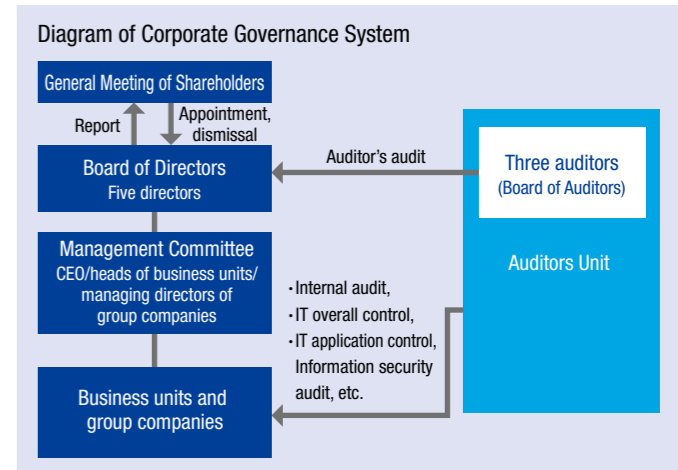 Diagram of Corporate Governance System
General Meeting of Shareholders
Report
Appointment,
dismissal
Board of Directors
Five directors
Auditor’s audit
Three auditors
(Board of Auditors)
Auditors Unit
Management Committee
CEO/heads of business units/
managing directors of
group companies
・Internal audit,
・IT overall control,
・IT application control,
Information security
audit, etc.
Business units and
group companies